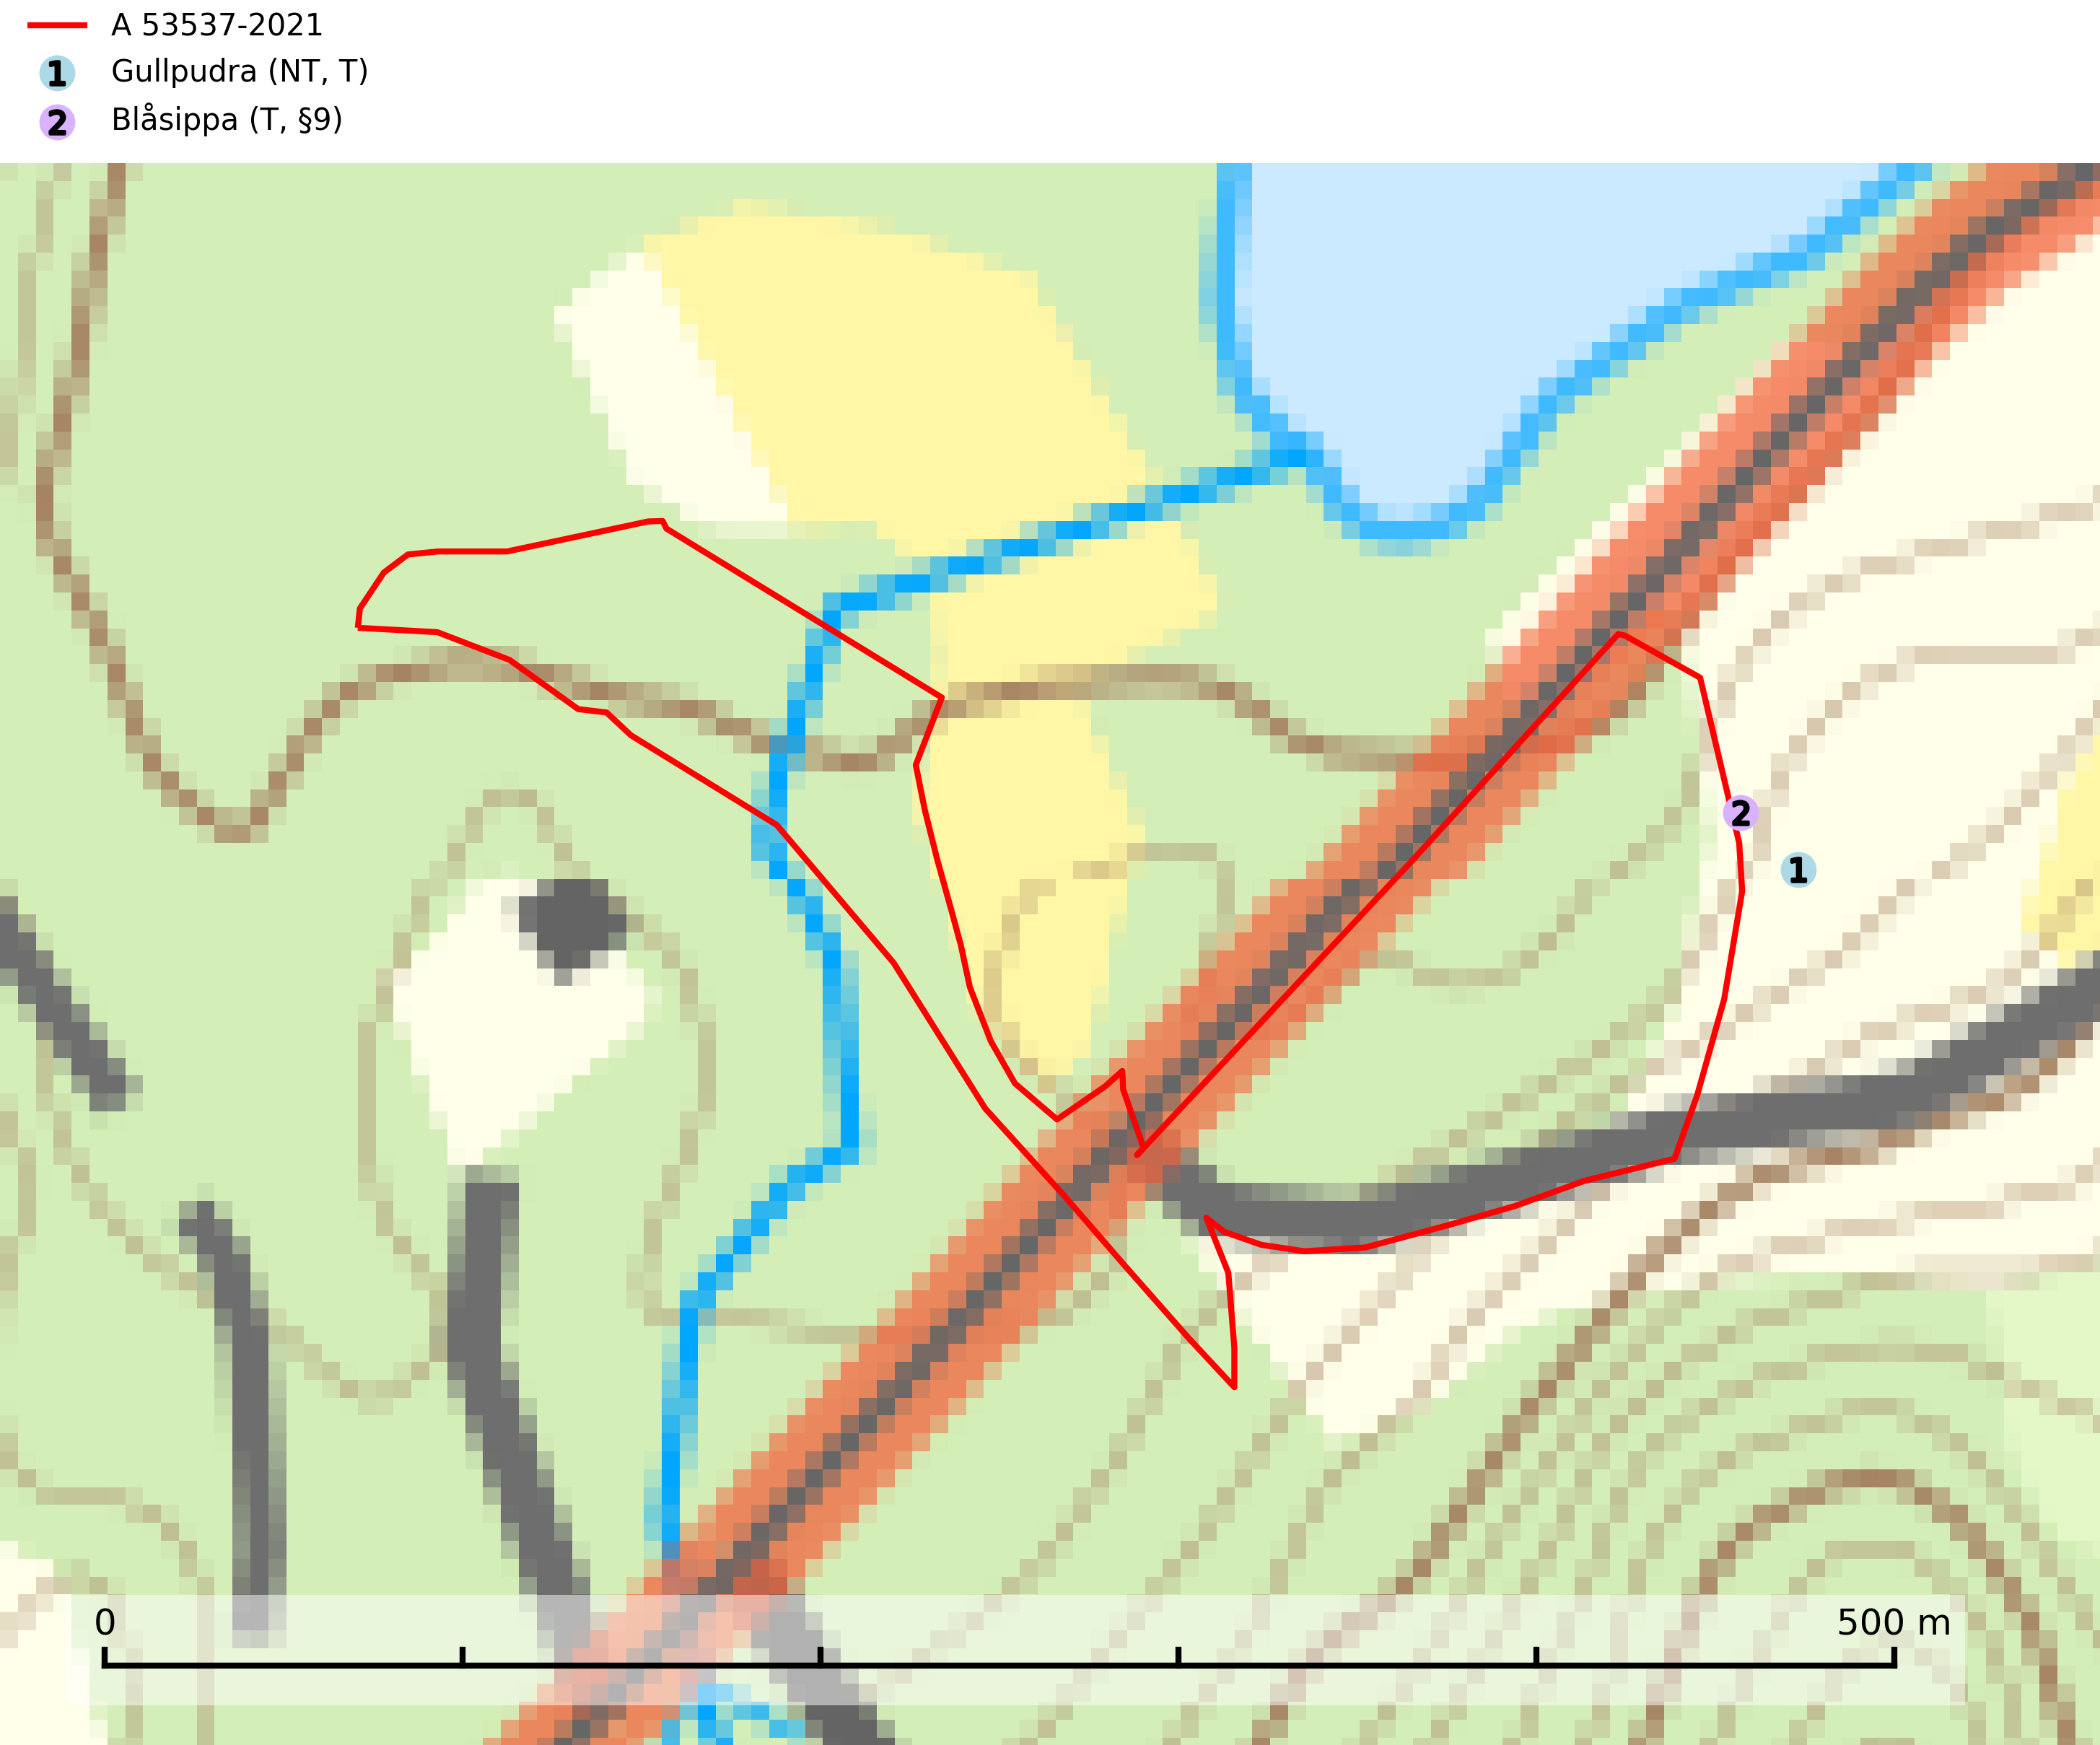 A 53537-2021
1 Gullpudra (NT, T)
2 Blåsippa (T, §9)
2
1
0 500 m